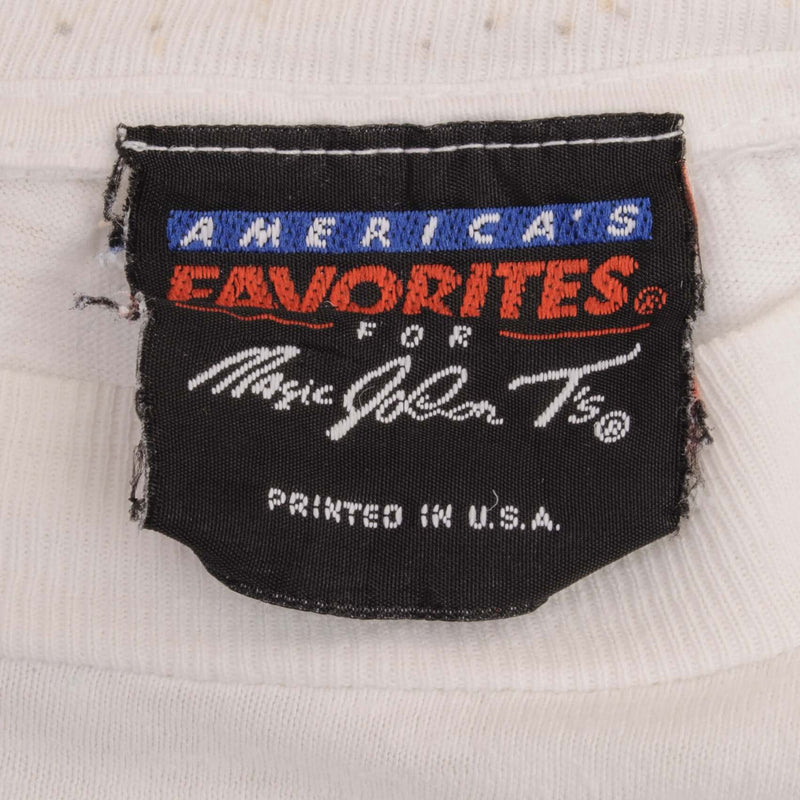 AMERICA'S
FAVORITES®
FOR
Magic Johnson T's®
PRINTED IN U.S.A.